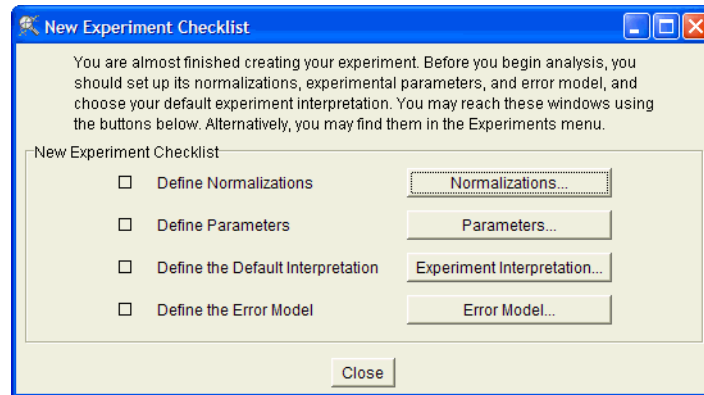 New Experiment Checklist
You are almost finished creating your experiment. Before you begin analysis, you
should set up its normalizations, experimental parameters, and error model, and
choose your default experiment interpretation. You may reach these windows using
the buttons below. Alternatively, you may find them in the Experiments menu.
New Experiment Checklist
Define Normalizations Normalizations...
Define Parameters Parameters...
Define the Default Interpretation Experiment Interpretation...
Define the Error Model Error Model...
Close